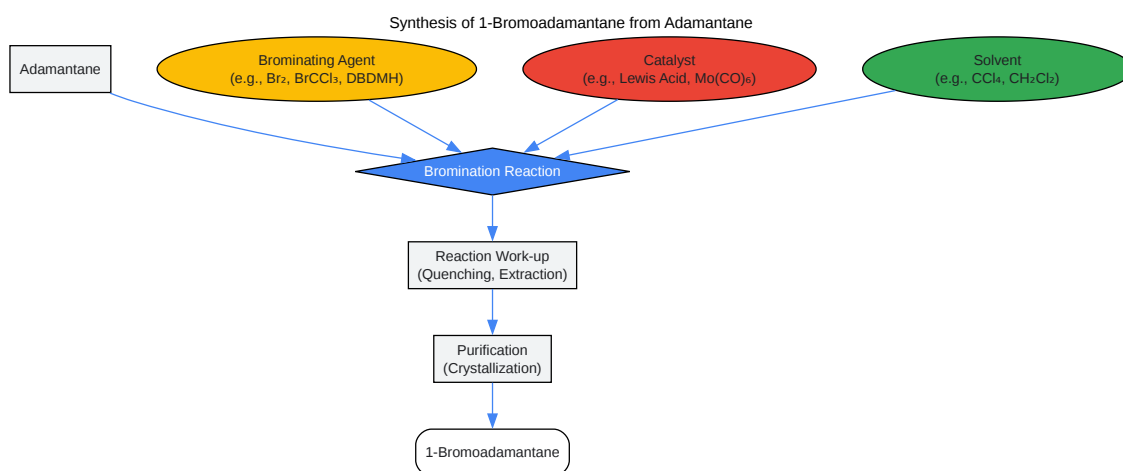 Synthesis of 1-Bromoadamantane from Adamantane
Adamantane
Brominating Agent
(e.g., Br₂, BrCCl₃, DBDMH)
Catalyst
(e.g., Lewis Acid, Mo(CO)₆)
Solvent
(e.g., CCl₄, CH₂Cl₂)
Bromination Reaction
Reaction Work-up
(Quenching, Extraction)
Purification
(Crystallization)
1-Bromoadamantane